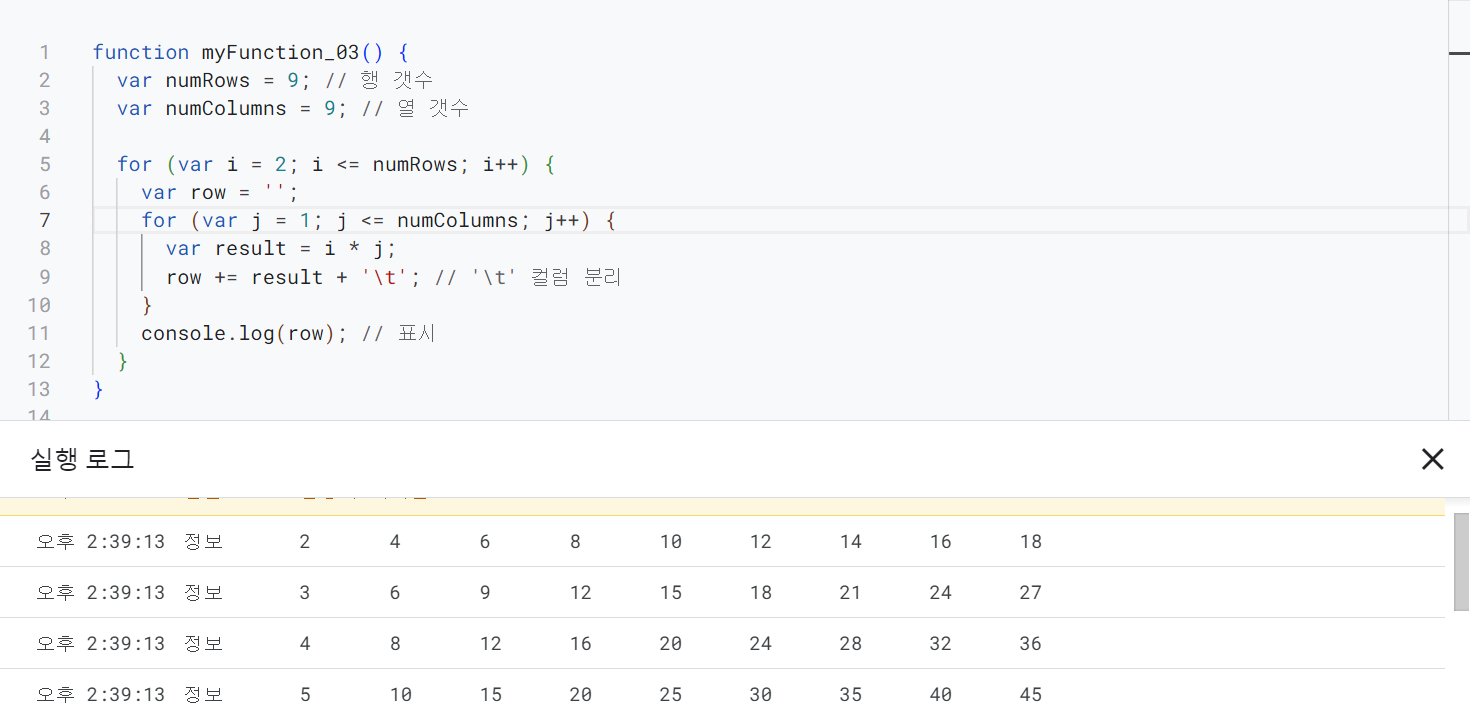 1 function myFunction_03() {
2 var numRows = 9; // 행 갯수
3 var numColumns = 9; // 열 갯수
4
5 for (var i = 2; i <= numRows; i++) {
6 var row = '';
7 for (var j = 1; j <= numColumns; j++) {
8 var result = i * j;
9 row += result + '\t'; // '\t' 컬럼 분리
10 }
11 console.log(row); // 표시
12 }
13 }
14
실행 로그
오후 2:39:13 정보 2 4 6 8 10 12 14 16 18
오후 2:39:13 정보 3 6 9 12 15 18 21 24 27
오후 2:39:13 정보 4 8 12 16 20 24 28 32 36
오후 2:39:13 정보 5 10 15 20 25 30 35 40 45